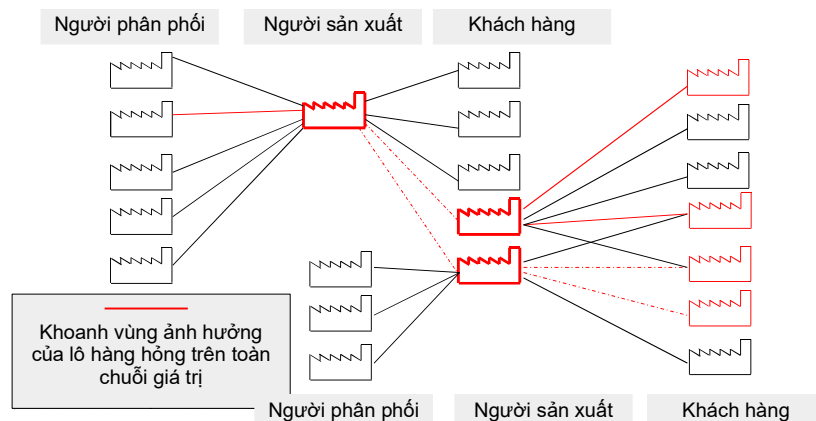 Người phân phối
Người sản xuất
Khách hàng
Khoanh vùng ảnh hưởng
của lô hàng hỏng trên toàn
chuỗi giá trị
Người phân phối
Người sản xuất
Khách hàng